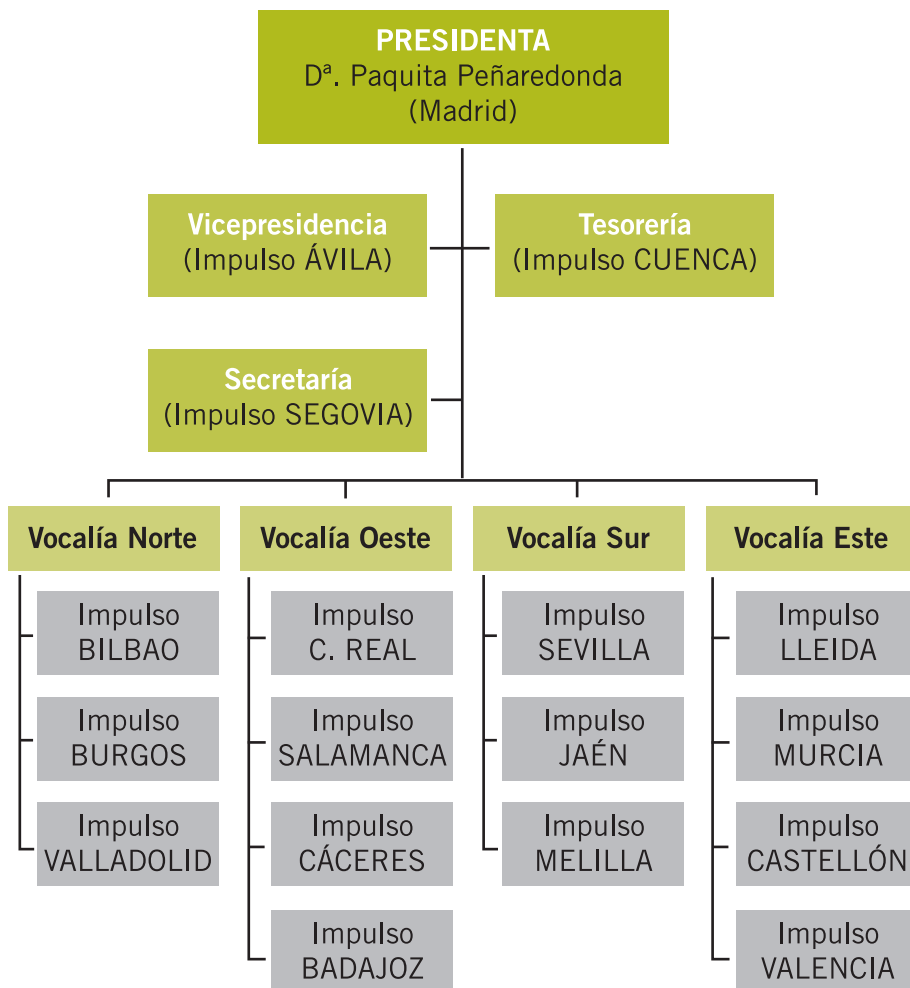 PRESIDENTA
Dª. Paquita Peñaredonda
(Madrid)
Vicepresidencia
(Impulso ÁVILA)
Tesorería
(Impulso CUENCA)
Secretaría
(Impulso SEGOVIA)
Vocalía Norte
Impulso
BILBAO
Impulso
BURGOS
Impulso
VALLADOLID
Vocalía Oeste
Impulso
C. REAL
Impulso
SALAMANCA
Impulso
CÁCERES
Impulso
BADAJOZ
Vocalía Sur
Impulso
SEVILLA
Impulso
JAÉN
Impulso
MELILLA
Vocalía Este
Impulso
LLEIDA
Impulso
MURCIA
Impulso
CASTELLÓN
Impulso
VALENCIA